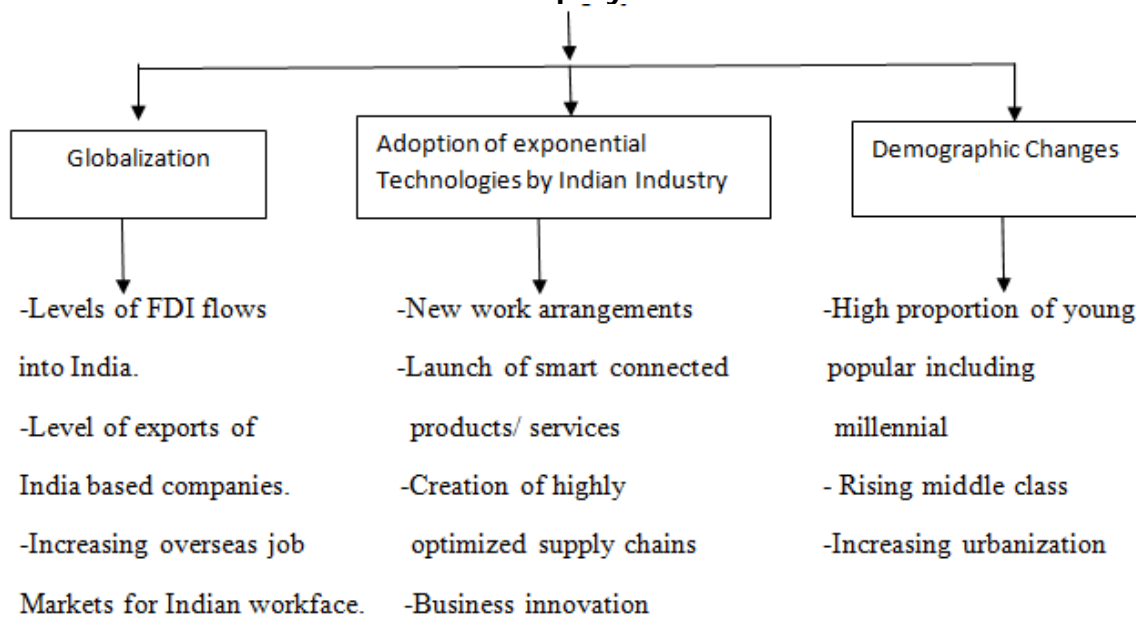 Globalization
Adoption of exponential
Technologies by Indian Industry
Demographic Changes
-Levels of FDI flows
into India.
-Level of exports of
India based companies.
-Increasing overseas job
Markets for Indian workface.
-New work arrangements
-Launch of smart connected
products/ services
-Creation of highly
optimized supply chains
-Business innovation
-High proportion of young
popular including
millennial
- Rising middle class
-Increasing urbanization